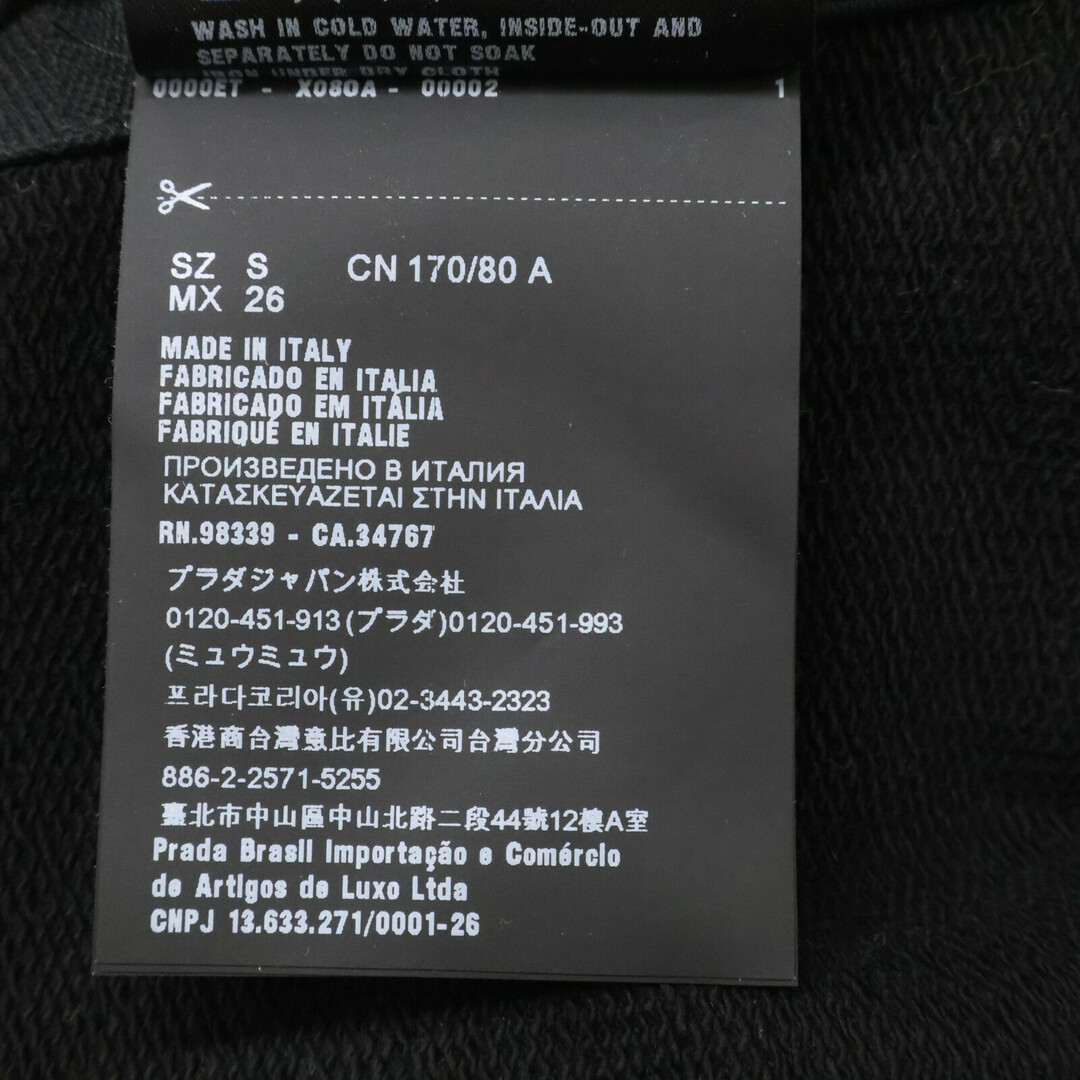 WASH IN COLD WATER, INSIDE-OUT AND
SEPARATELY DO NOT SOAK
IRON UNDER DRY CLOTH
0000ET - X080A - 00002 1
SZ S CN 170/80 A
MX 26
MADE IN ITALY
FABRICADO EN ITALIA
FABRICADO EM ITÁLIA
FABRIQUÉ EN ITALIE
ПРОИЗВЕДЕНО В ИТАЛИЯ
ΚΑΤΑΣΚΕΥΑΖΕΤΑΙ ΣΤΗΝ ΙΤΑΛΙΑ
RN.98339 - CA.34767
プラダジャパン株式会社
0120-451-913(プラダ)0120-451-993
(ミュウミュウ)
프라다코리아(유)02-3443-2323
香港商台灣意比有限公司台灣分公司
886-2-2571-5255
臺北市中山區中山北路二段44號12樓A室
Prada Brasil Importação e Comércio
de Artigos de Luxo Ltda
CNPJ 13.633.271/0001-26